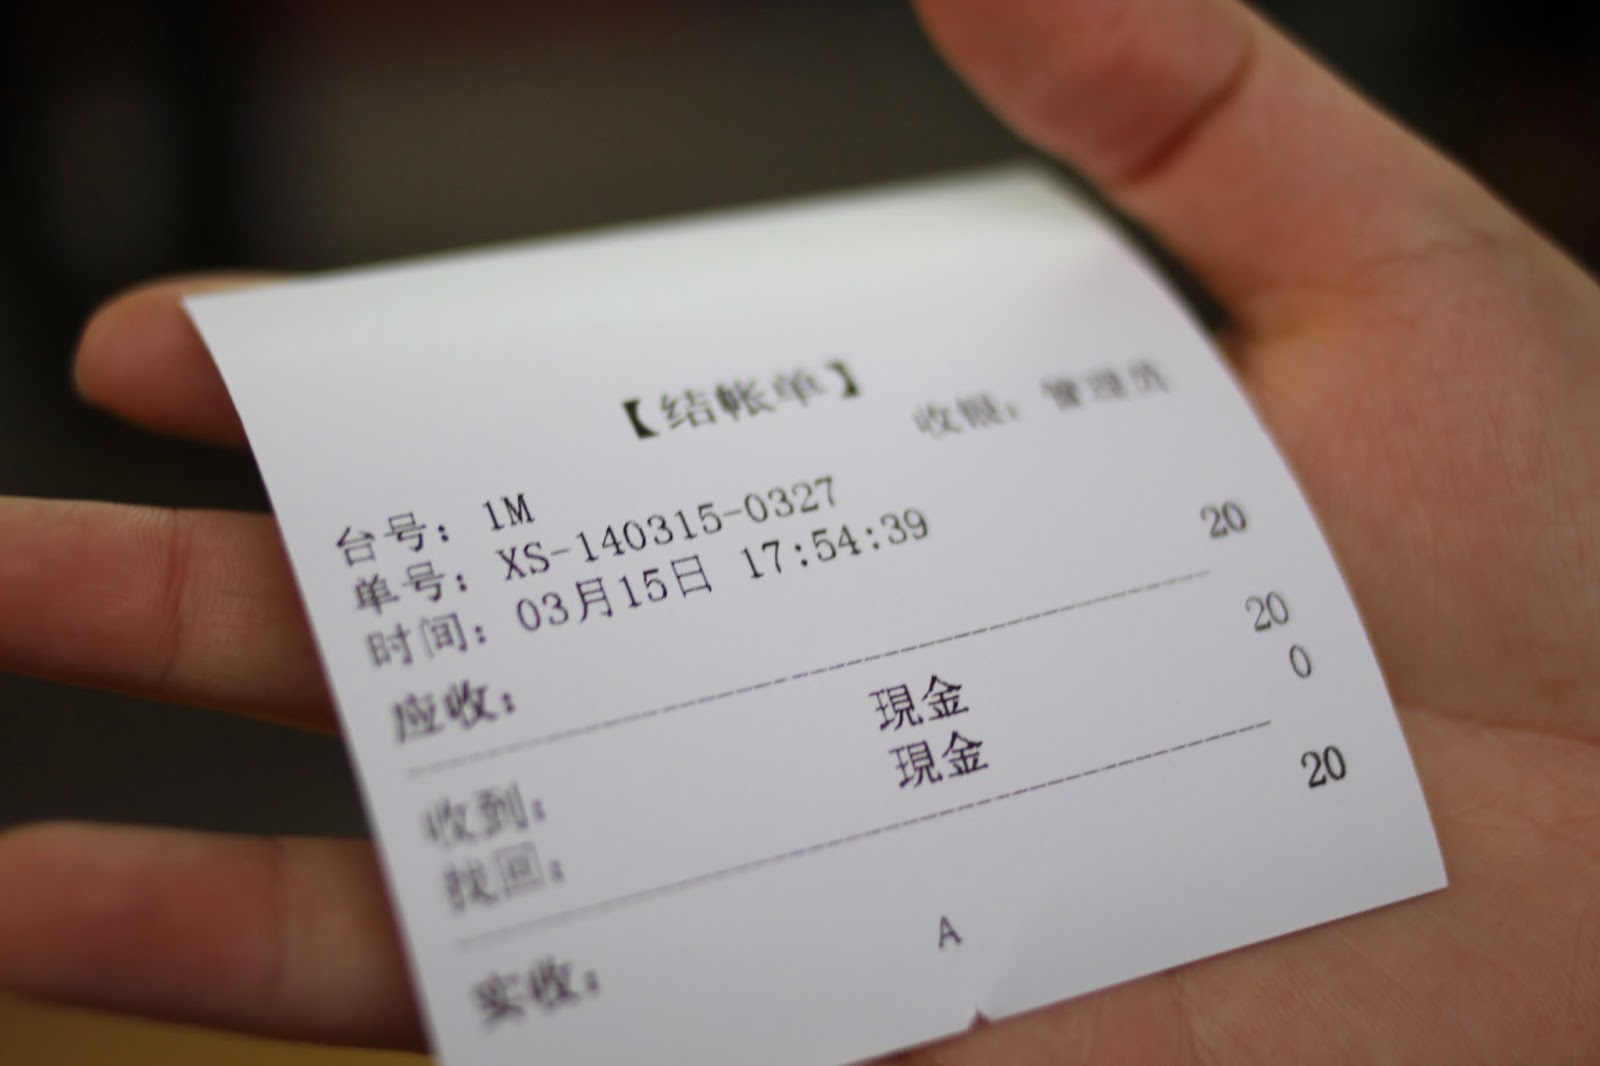 【结帐单】
台号：1M 收银：管理员
单号：XS-140315-0327
时间：03月15日 17:54:39
应收： 20
收到： 現金 20
找回： 現金 0
实收： 20
A